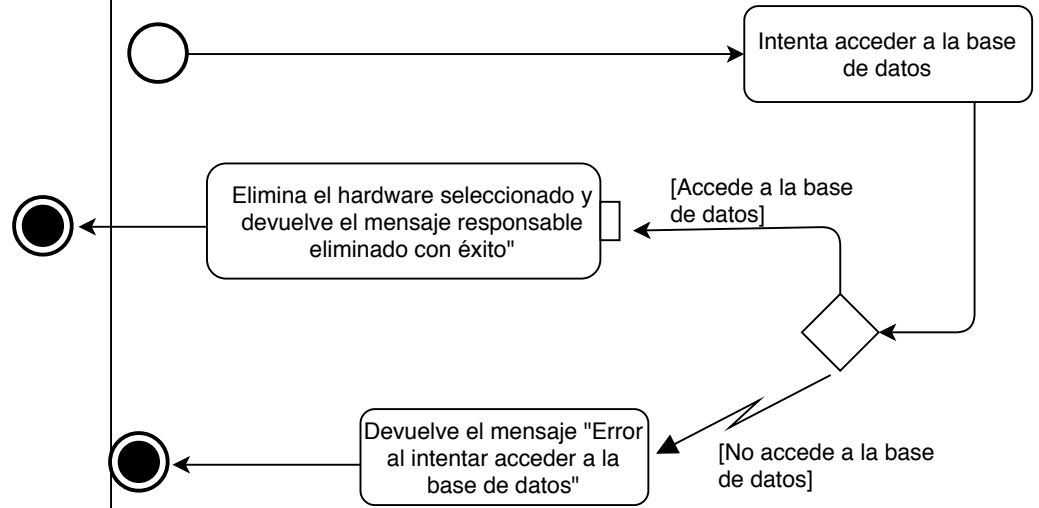 Intenta acceder a la base
de datos
Elimina el hardware seleccionado y
devuelve el mensaje responsable
eliminado con éxito"
[Accede a la base
de datos]
Devuelve el mensaje "Error
al intentar acceder a la
base de datos"
[No accede a la base
de datos]